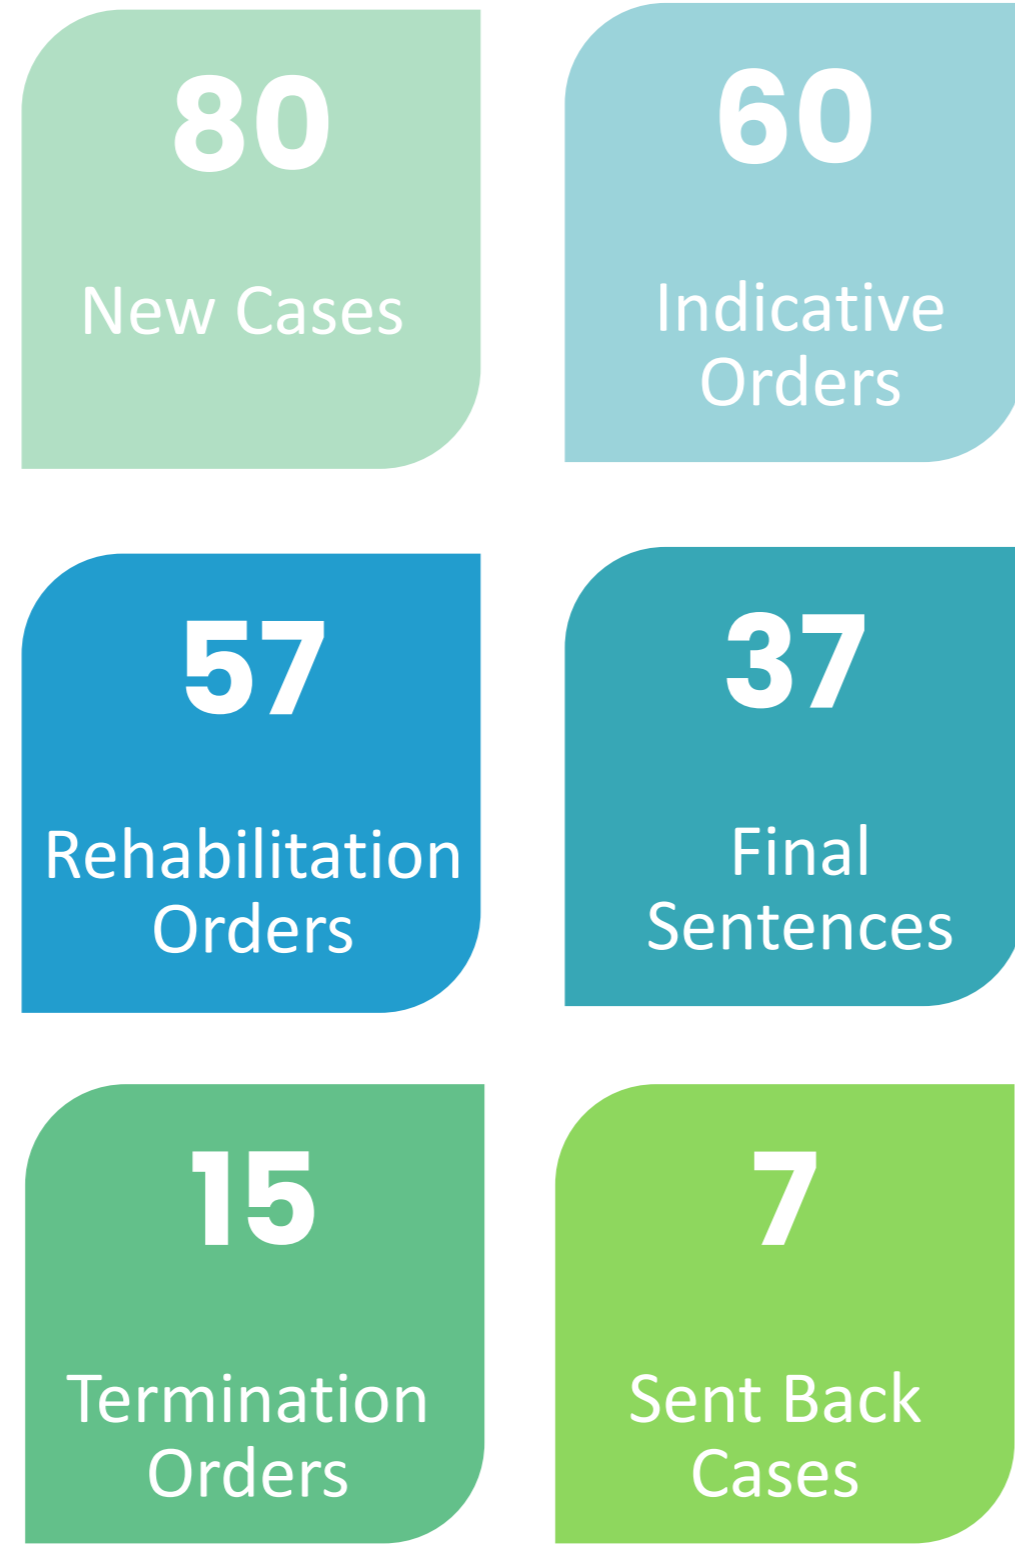 80
New Cases
60
Indicative
Orders
57
Rehabilitation
Orders
37
Final
Sentences
15
Termination
Orders
7
Sent Back
Cases